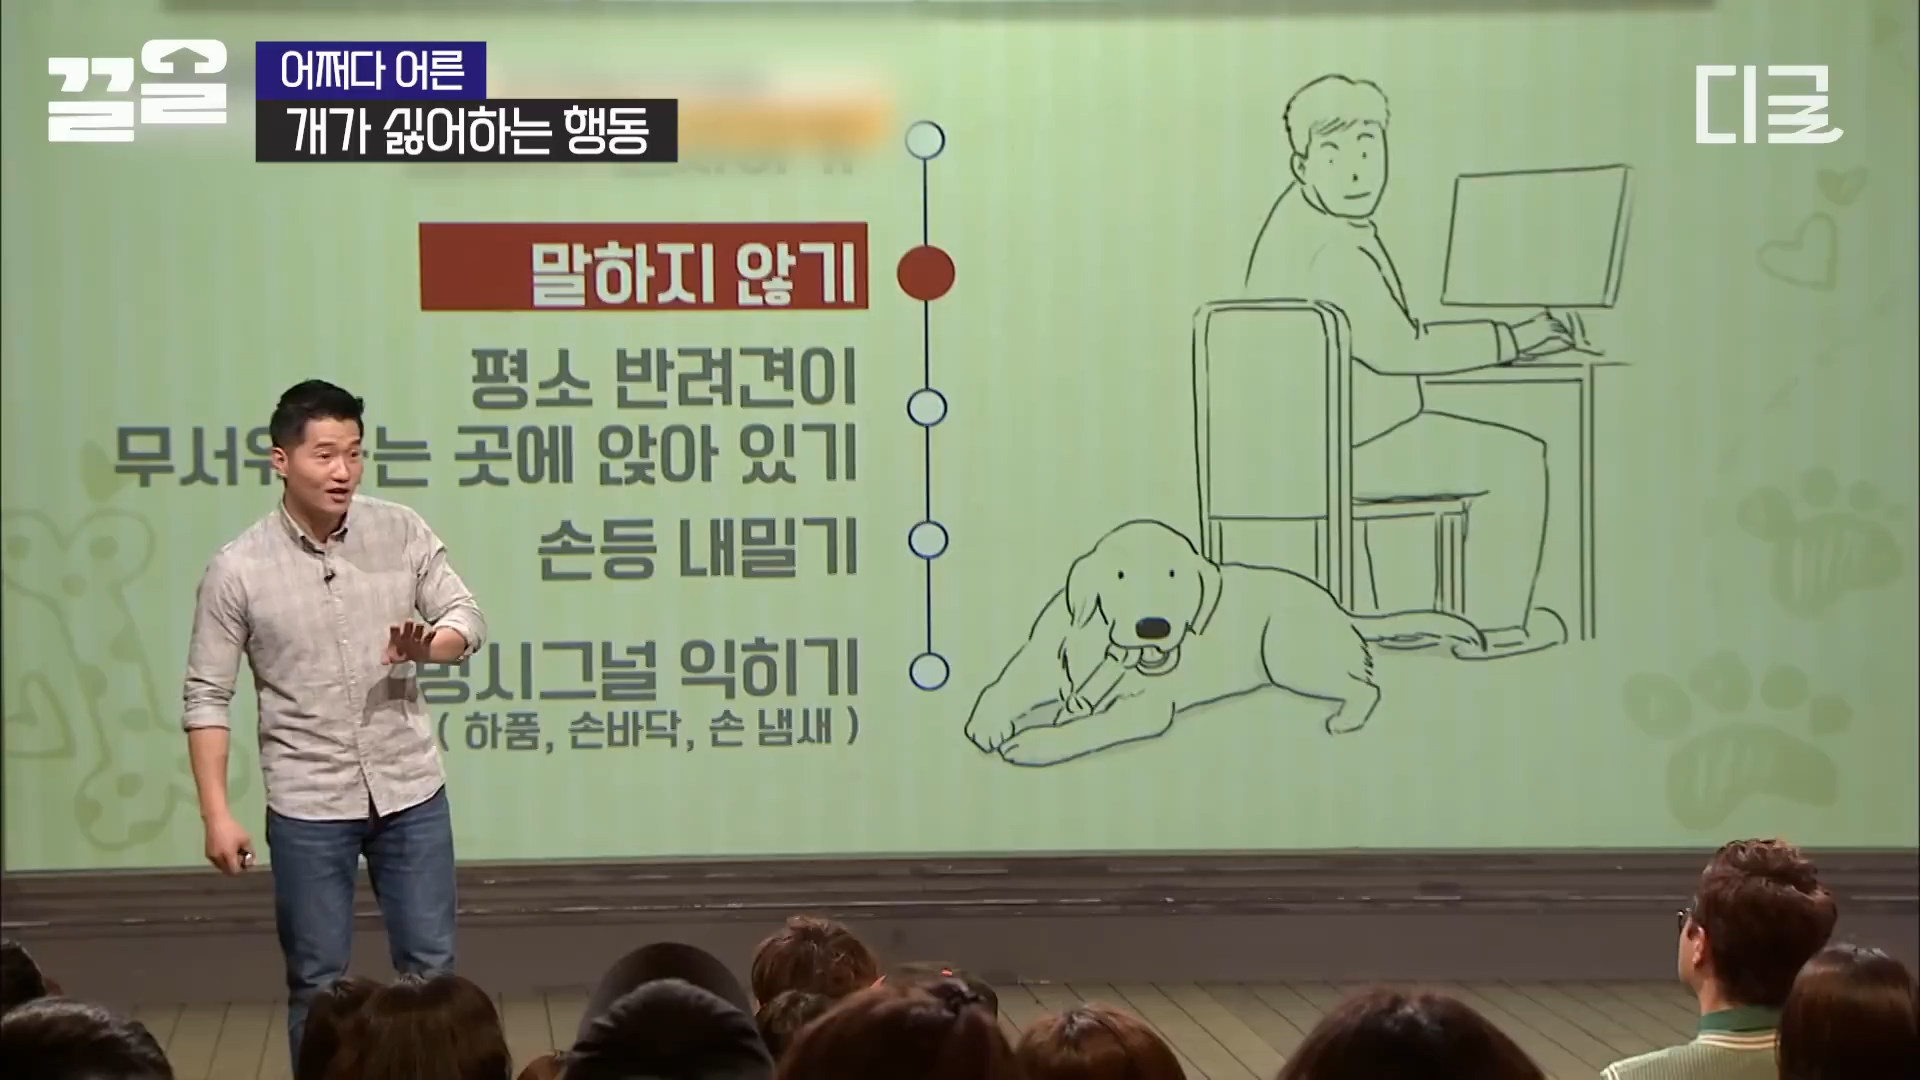 끌올
어쩌다 어른
개가 싫어하는 행동
디글
말하지 않기
평소 반려견이
곳에 앉아 있기
손등 내밀기
멍시그널 익히기
( 하품, 손바닥, 손 냄새 )